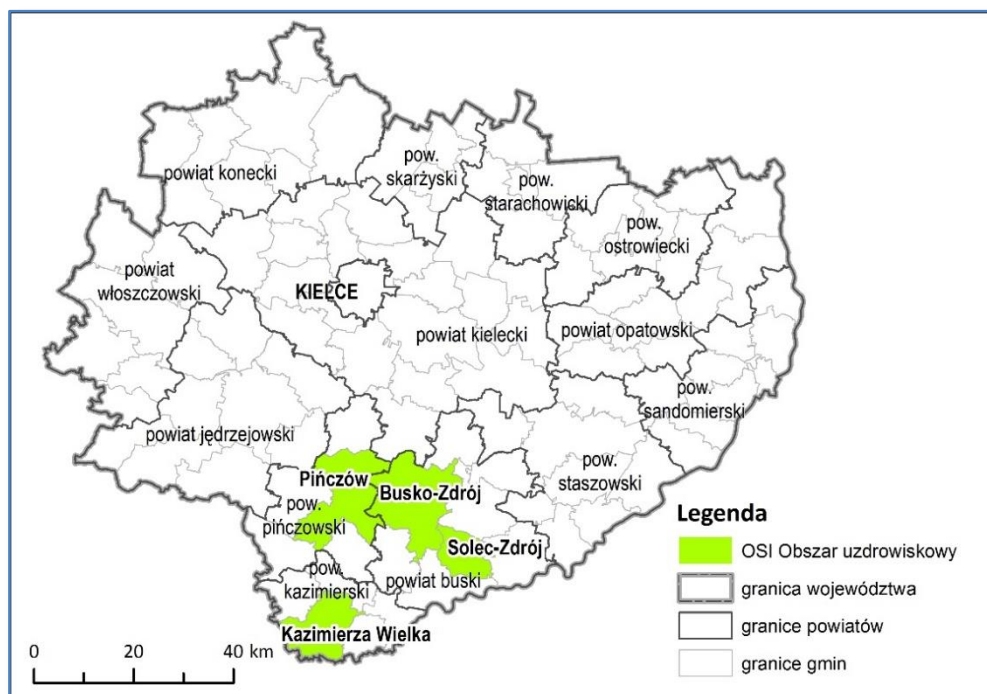 powiat konecki
pow.
skarżyski
pow.
starachowicki
pow.
ostrowiecki
powiat
włoszczowski
KIELCE
powiat kielecki
powiat opatowski
pow.
sandomierski
powiat jędrzejowski
pow.
staszowski
Pińczów
Busko-Zdrój
pow.
pińczowski
Solec-Zdrój
powiat buski
pow.
kazimierski
Kazimierza Wielka
Legenda
OSI Obszar uzdrowiskowy
granica województwa
granice powiatów
granice gmin
0 20 40 km